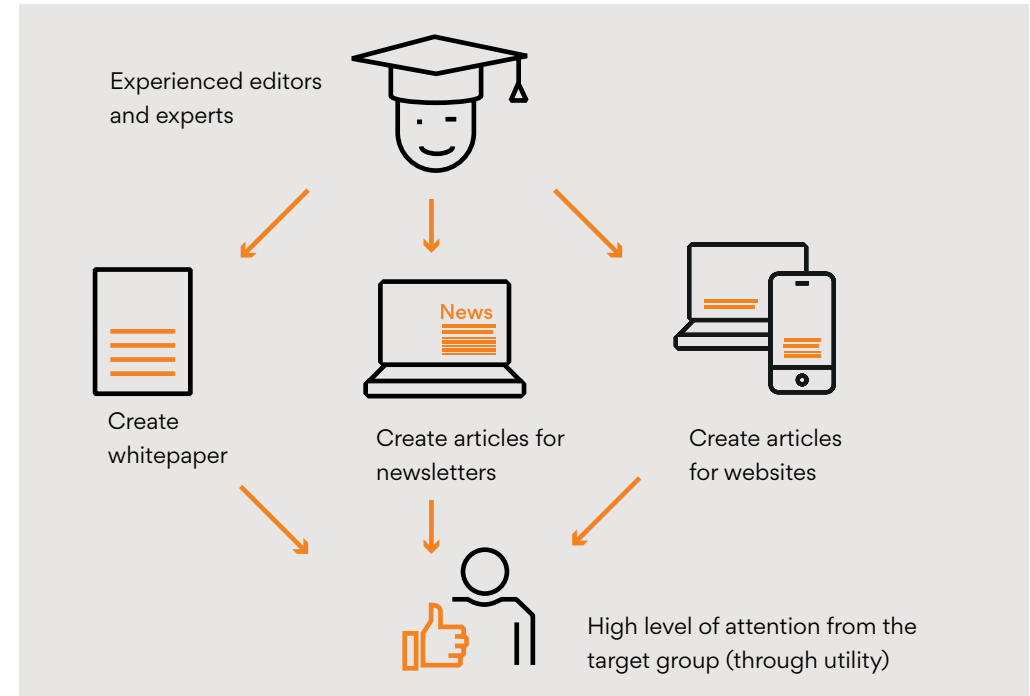 Experienced editors
and experts
News
Create
whitepaper
Create articles for
newsletters
Create articles
for websites
High level of attention from the
target group (through utility)